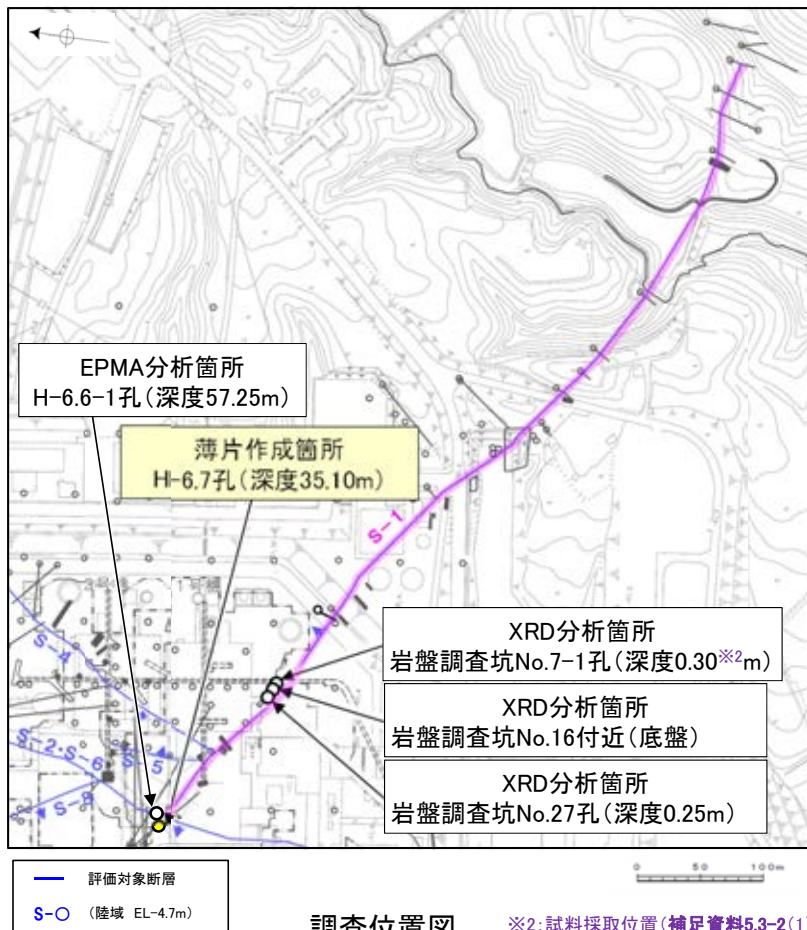 EPMA分析箇所
H-6.6-1孔(深度57.25m)
薄片作成箇所
H-6.7孔(深度35.10m)
S-1
XRD分析箇所
岩盤調査坑No.7-1孔(深度0.30※2m)
S-4
XRD分析箇所
岩盤調査坑No.16付近(底盤)
S-2・S-6
S-5
XRD分析箇所
岩盤調査坑No.27孔(深度0.25m)
0 50 100m
評価対象断層
S-○ (陸域 EL-4.7m)
調査位置図
※2:試料採取位置(補足資料5.3-2(1)